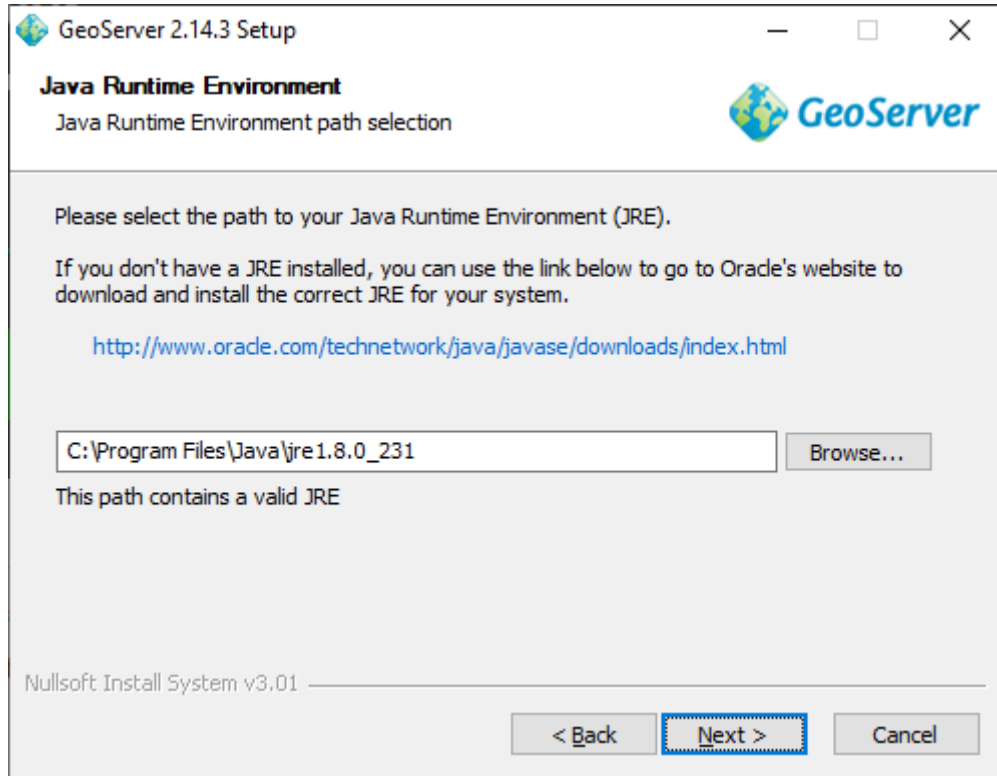 GeoServer 2.14.3 Setup
Java Runtime Environment
Java Runtime Environment path selection
GeoServer
Please select the path to your Java Runtime Environment (JRE).
If you don't have a JRE installed, you can use the link below to go to Oracle's website to
download and install the correct JRE for your system.
http://www.oracle.com/technetwork/java/javase/downloads/index.html
C:\Program Files\Java\jre1.8.0_231
Browse...
This path contains a valid JRE
Nullsoft Install System v3.01
< Back
Next >
Cancel